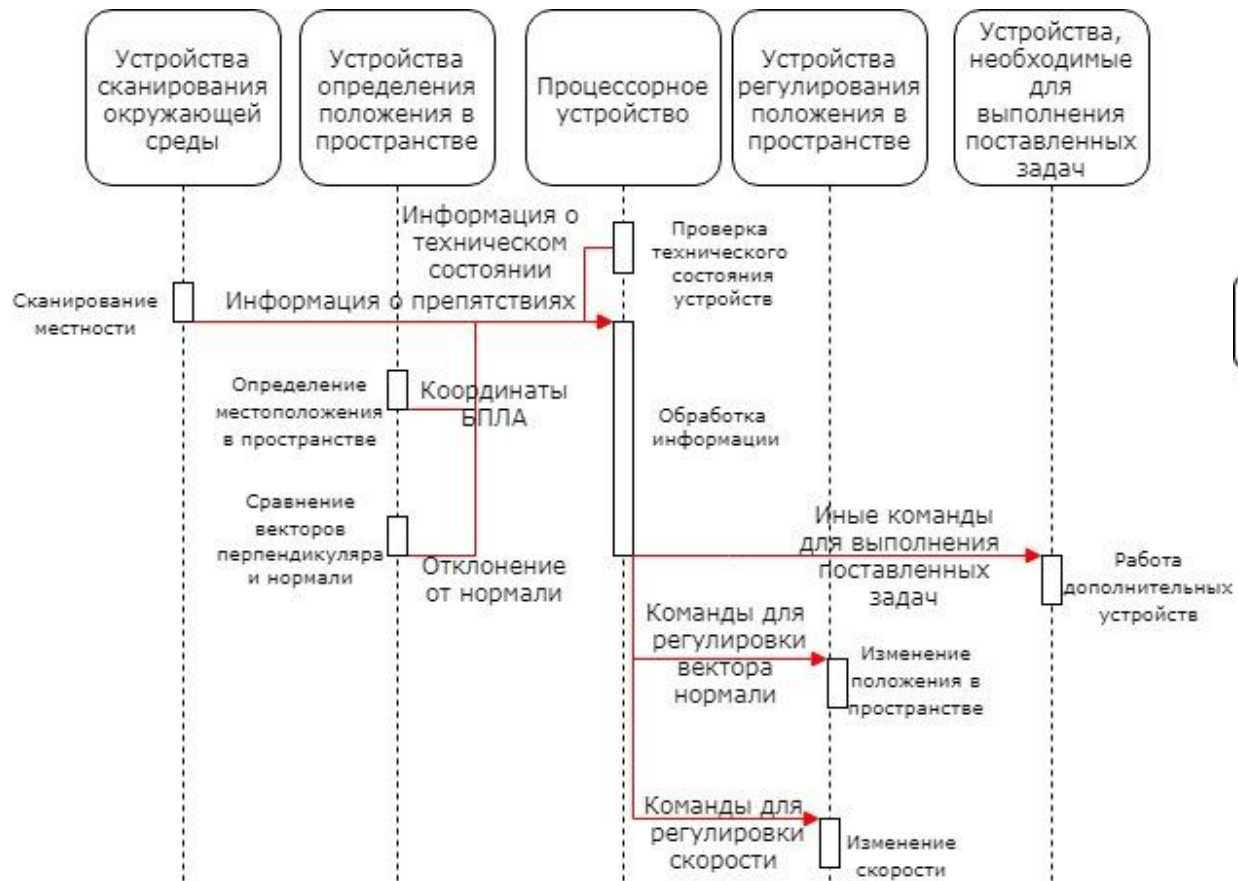 Устройства
сканирования
окружающей
среды
Устройства
определения
положения в
пространстве
Процессорное
устройство
Устройства
регулирования
положения в
пространстве
Устройства,
необходимые
для
выполнения
поставленных
задач
Информация о
техническом
состоянии
Проверка
технического
состояния
устройств
Сканирование
местности
Информация о препятствиях
Определение
местоположения
в пространстве
Координаты
БПЛА
Обработка
информации
Сравнение
векторов
перпендикуляра
и нормали
Отклонение
от нормали
Иные команды
для выполнения
поставленных
задач
Работа
дополнительных
устройств
Команды для
регулировки
вектора
нормали
Изменение
положения в
пространстве
Команды для
регулировки
скорости
Изменение
скорости